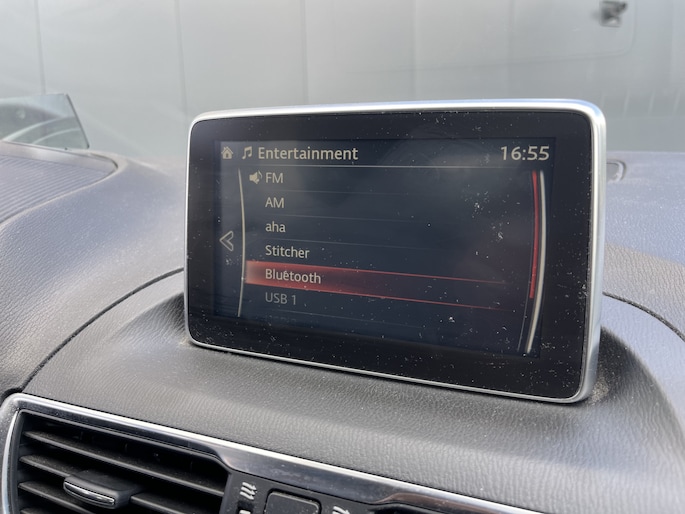 Entertainment 16:55
FM
AM
aha
Stitcher
Bluetooth
USB 1